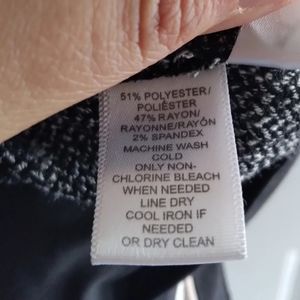 51% POLYESTER/
POLIÉSTER
47% RAYON/
RAYONNE/RAYÓN
2% SPANDEX
MACHINE WASH
COLD
ONLY NON-
CHLORINE BLEACH
WHEN NEEDED
LINE DRY
COOL IRON IF
NEEDED
OR DRY CLEAN